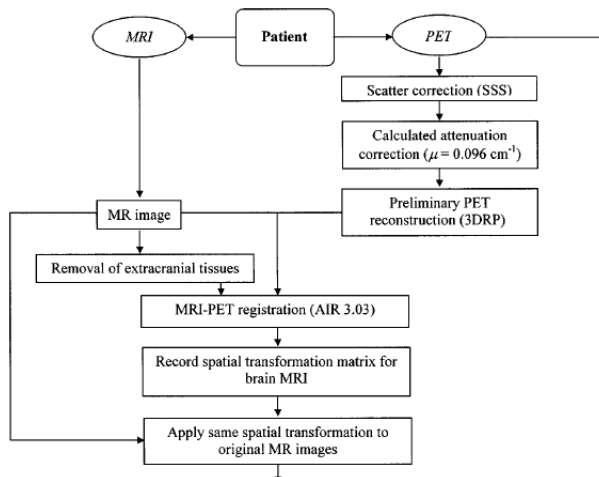 MRI
Patient
PET
Scatter correction (SSS)
Calculated attenuation
correction (μ = 0.096 cm⁻¹)
Preliminary PET
reconstruction (3DRP)
MR image
Removal of extracranial tissues
MRI-PET registration (AIR 3.03)
Record spatial transformation matrix for
brain MRI
Apply same spatial transformation to
original MR images